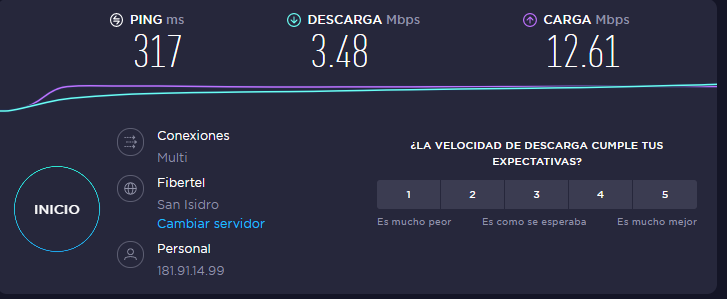 PING ms
DESCARGA Mbps
CARGA Mbps
317
3.48
12.61
Conexiones
Multi
Fibertel
San Isidro
Cambiar servidor
Personal
181.91.14.99
INICIO
¿LA VELOCIDAD DE DESCARGA CUMPLE TUS
EXPECTATIVAS?
1 2 3 4 5
Es mucho peor Es como se esperaba Es mucho mejor